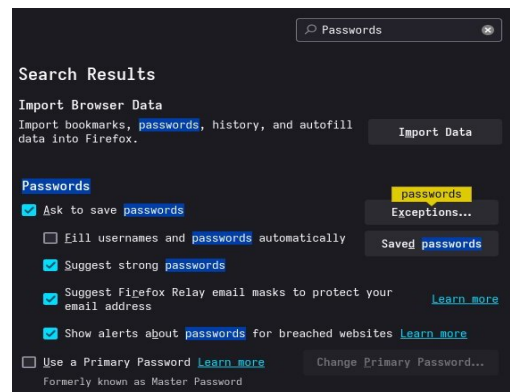 Passwords
Search Results
Import Browser Data
Import bookmarks, passwords, history, and autofill
data into Firefox.
Import Data
Passwords
passwords
Ask to save passwords
Exceptions...
Fill usernames and passwords automatically
Saved passwords
Suggest strong passwords
Suggest Firefox Relay email masks to protect your
email address
Learn more
Show alerts about passwords for breached websites Learn more
Use a Primary Password Learn more
Change Primary Password...
Formerly known as Master Password